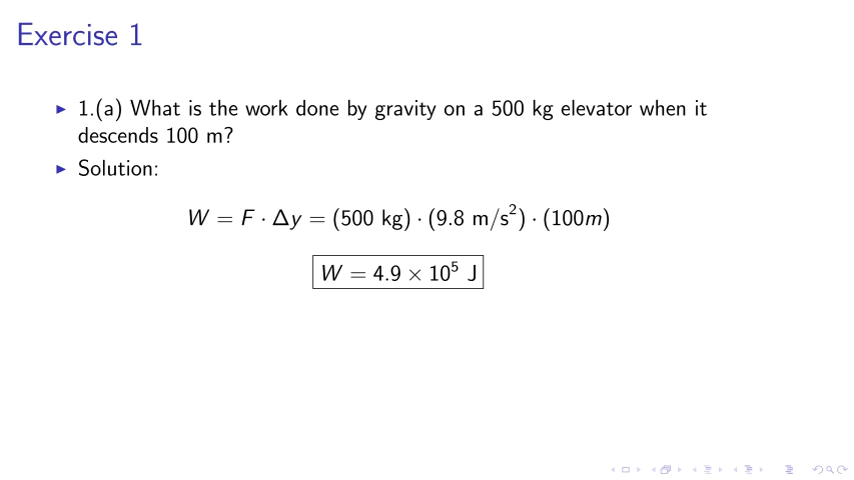 Exercise 1
1.(a) What is the work done by gravity on a 500 kg elevator when it
descends 100 m?
Solution:
W = F · Δy = (500 kg) · (9.8 m/s²) · (100m)
W = 4.9 × 10⁵ J